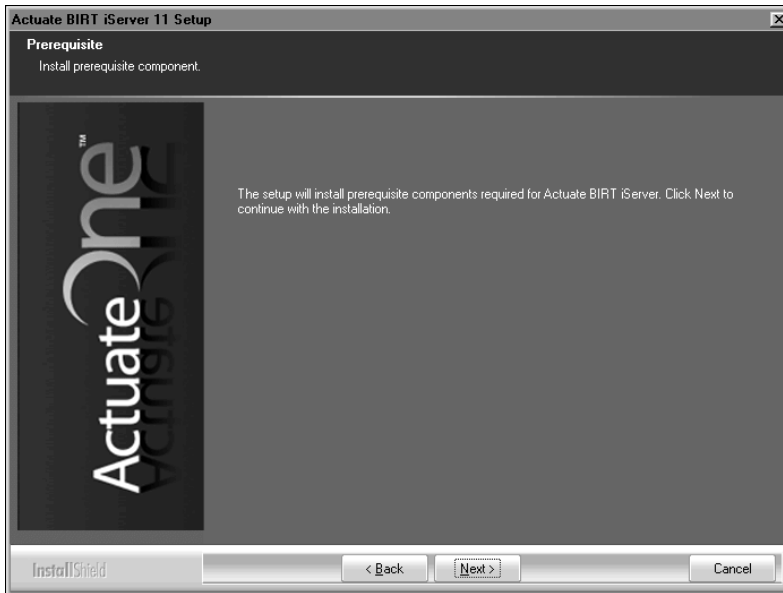 Actuate BIRT iServer 11 Setup
Prerequisite
Install prerequisite component.
ActuateOne™
The setup will install prerequisite components required for Actuate BIRT iServer. Click Next to
continue with the installation.
InstallShield
< Back
Next >
Cancel